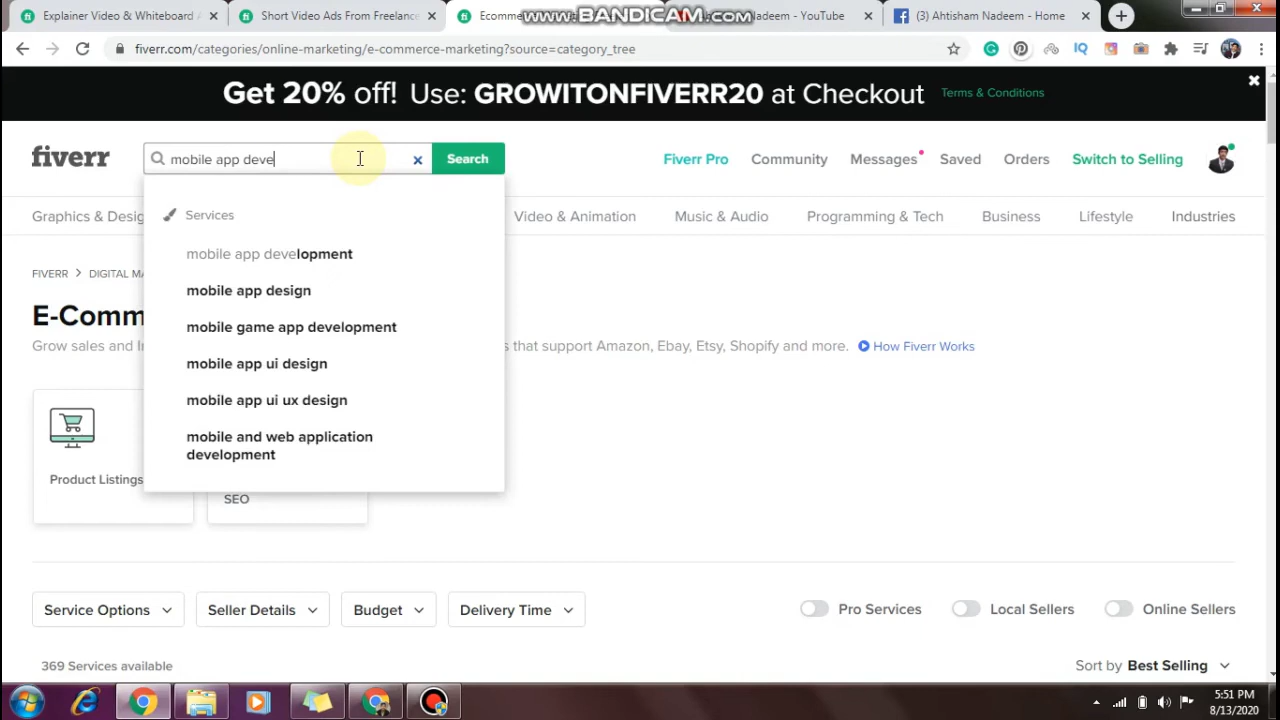 Explainer Video & Whiteboard A
Short Video Ads From Freelance
Ecom
www.BANDICAM.com
Nadeem - YouTube
(3) Ahtisham Nadeem - Home
fiverr.com/categories/online-marketing/e-commerce-marketing?source=category_tree
Get 20% off! Use: GROWITONFIVERR20 at Checkout
Terms & Conditions
fiverr
mobile app deve
Search
Fiverr Pro
Community
Messages
Saved
Orders
Switch to Selling
Graphics & Desig
Video & Animation
Music & Audio
Programming & Tech
Business
Lifestyle
Industries
Services
mobile app development
mobile app design
mobile game app development
mobile app ui design
mobile app ui ux design
mobile and web application
development
FIVERR > DIGITAL MA
E-Comm
Grow sales and
s that support Amazon, Ebay, Etsy, Shopify and more.
How Fiverr Works
Product Listings
SEO
Service Options
Seller Details
Budget
Delivery Time
Pro Services
Local Sellers
Online Sellers
369 Services available
Sort by Best Selling
5:51 PM
8/13/2020